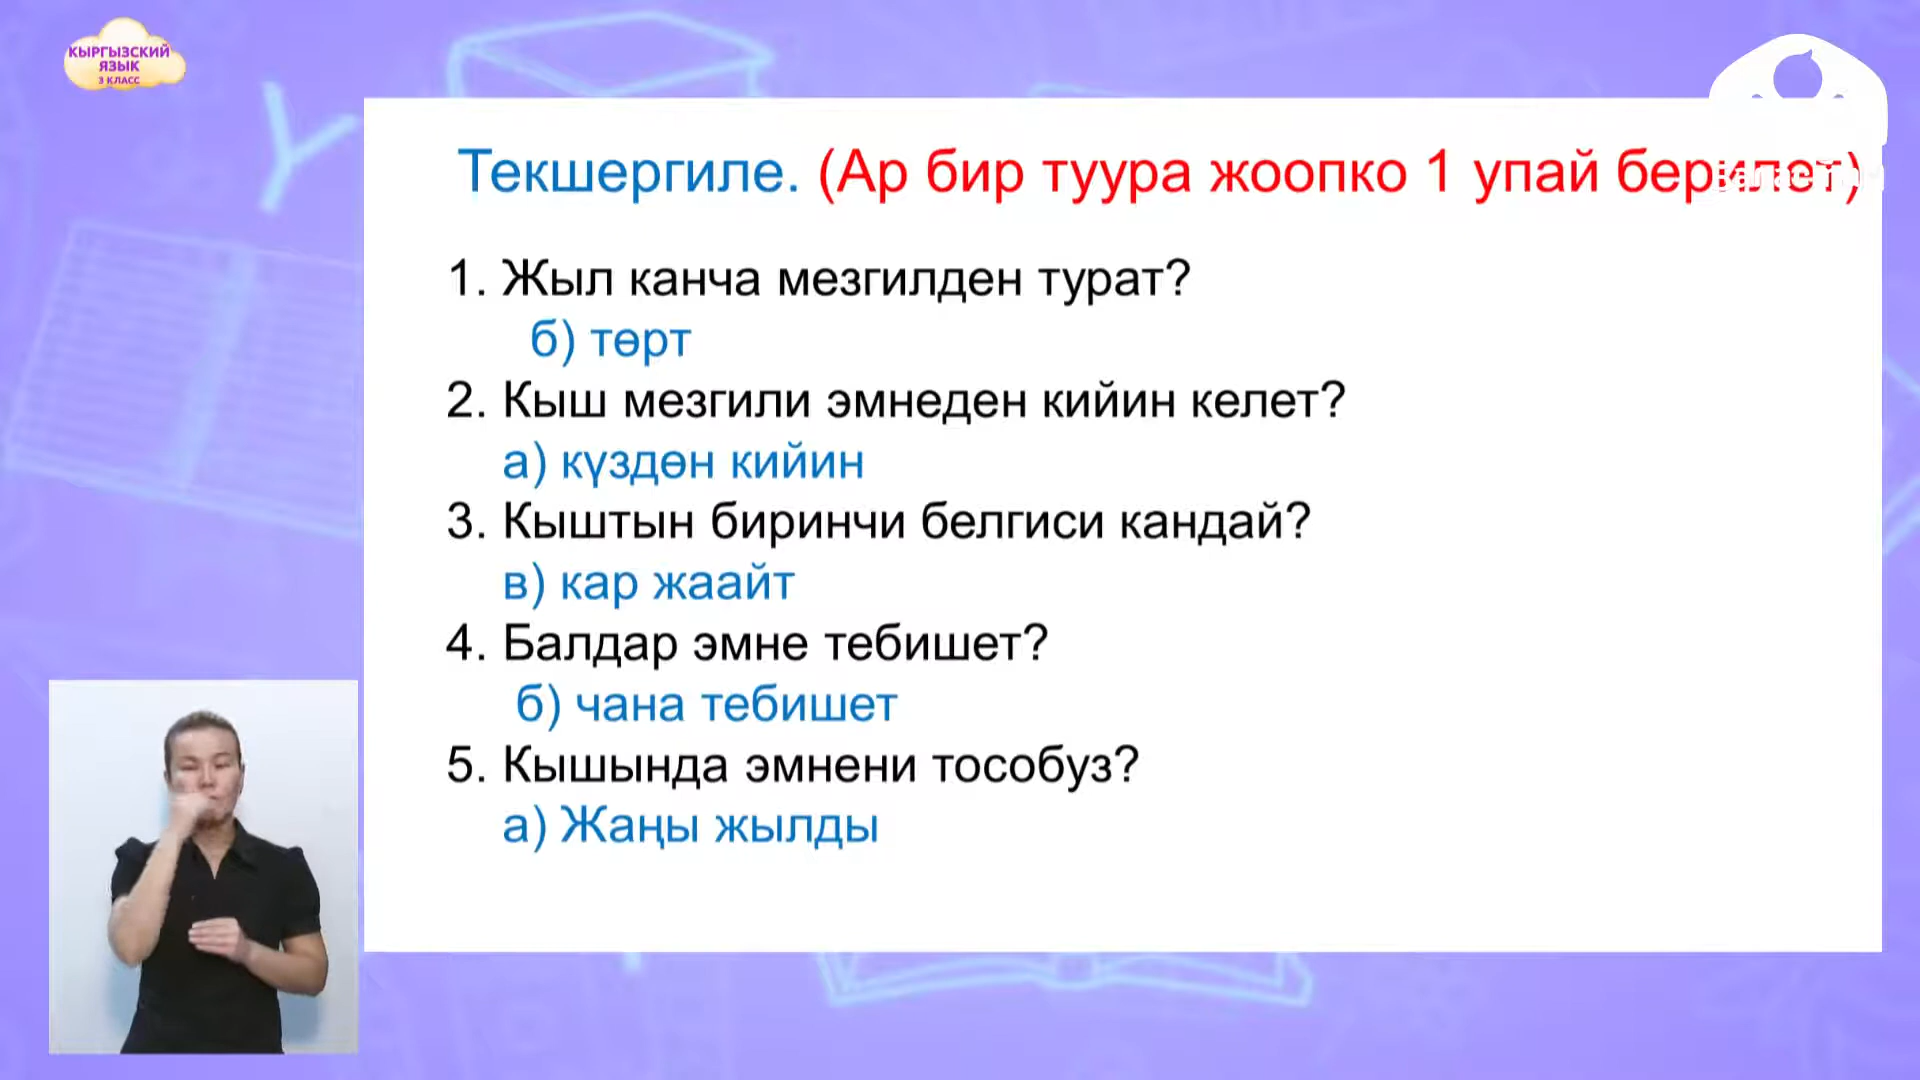 КЫРГЫЗСКИЙ
ЯЗЫК
3 КЛАСС
Текшергиле. (Ар бир туура жоопко 1 упай берилет)
1. Жыл канча мезгилден турат?
б) төрт
2. Кыш мезгили эмнеден кийин келет?
а) күздөн кийин
3. Кыштын биринчи белгиси кандай?
в) кар жаайт
4. Балдар эмне тебишет?
б) чана тебишет
5. Кышында эмнени тособуз?
а) Жаңы жылды